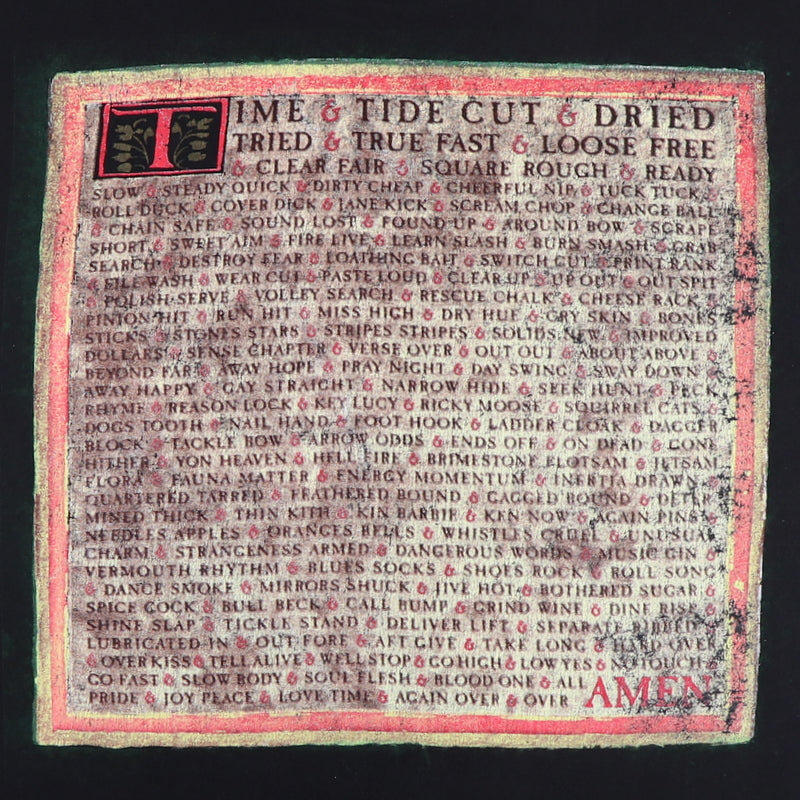 TIME & TIDE CUT & DRIED
TRIED & TRUE FAST & LOOSE FREE
& CLEAR FAIR & SQUARE ROUGH & READY
SLOW & STEADY QUICK & DIRTY CHEAP & CHEERFUL NIP & TUCK TUCK &
ROLL DUCK & COVER DICK & JANE KICK & SCREAM CHOP & CHANGE BALL
& CHAIN SAFE & SOUND LOST & FOUND UP & AROUND BOW & SCRAPE
SHORT & SWEET AIM & FIRE LIVE & LEARN SLASH & BURN SMASH & GRAB
SEARCH & DESTROY FEAR & LOATHING BAIT & SWITCH CUT & PRINT RANK
& FILE WASH & WEAR CUT & PASTE LOUD & CLEAR UP & UP OUT & OUT SPIT
& POLISH SERVE & VOLLEY SEARCH & RESCUE CHALK & CHEESE RACK &
PINION HIT & RUN HIT & MISS HIGH & DRY HUE & CRY SKIN & BONES
STICKS & STONES STARS & STRIPES STRIPES & SOLIDS NEW & IMPROVED
DOLLARS & SENSE CHAPTER & VERSE OVER & OUT OUT & ABOUT ABOVE &
BEYOND FAR & AWAY HOPE & PRAY NIGHT & DAY SWING & SWAY DOWN &
AWAY HAPPY & GAY STRAIGHT & NARROW HIDE & SEEK HUNT & PECK
RHYME & REASON LOCK & KEY LUCY & RICKY MOOSE & SQUIRREL CATS &
DOGS TOOTH & NAIL HAND & FOOT HOOK & LADDER CLOAK & DAGGER
BLOCK & TACKLE BOW & ARROW ODDS & ENDS OFF & ON DEAD & GONE
HITHER & YON HEAVEN & HELL FIRE & BRIMSTONE FLOTSAM & JETSAM
FLORA & FAUNA MATTER & ENERGY MOMENTUM & INERTIA DRAWN &
QUARTERED TARRED & FEATHERED BOUND & GAGGED BOUND & DETER
MINED THICK & THIN KITH & KIN BARBIE & KEN NOW & AGAIN PINS &
NEEDLES APPLES & ORANGES BELLS & WHISTLES CRUEL & UNUSUAL
CHARM & STRANGENESS ARMED & DANGEROUS WORDS & MUSIC GIN &
VERMOUTH RHYTHM & BLUES SOCKS & SHOES ROCK & ROLL SONG
& DANCE SMOKE & MIRRORS SHUCK & JIVE HOT & BOTHERED SUGAR &
SPICE COCK & BULL BECK & CALL BUMP & GRIND WINE & DINE RISE &
SHINE SLAP & TICKLE STAND & DELIVER LIFT & SEPARATE RIBBED &
LUBRICATED IN & OUT FORE & AFT GIVE & TAKE LONG & HARD OVER
& OVER KISS & TELL ALIVE & WELL STOP & GO HIGH & LOW YES & NO TOUCH &
GO FAST & SLOW BODY & SOUL FLESH & BLOOD ONE & ALL
PRIDE & JOY PEACE & LOVE TIME & AGAIN OVER & OVER AMEN